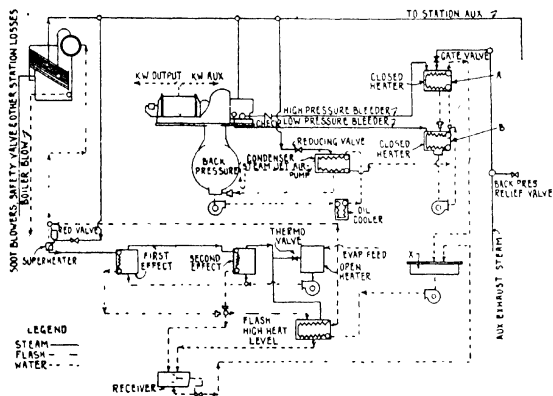 TO STATION AUX.
SOOT BLOWERS, SAFETY VALVE & OTHER STATION LOSSES
BOILER BLOW
KW OUTPUT
KW AUX
GATE VALVE
CLOSED
HEATER
A
HIGH PRESSURE BLEEDER
CHECK
LOW PRESSURE BLEEDER
REDUCING VALVE
CLOSED
HEATER
B
BACK
PRESSURE
CONDENSER
STEAM JET AIR
PUMP
OIL
COOLER
BACK PRES
RELIEF VALVE
AUX EXHAUST STEAM
RED VALVE
SUPERHEATER
FIRST
EFFECT
SECOND
EFFECT
THERMO
VALVE
EVAP FEED
OPEN
HEATER
X
FLASH
HIGH HEAT
LEVEL
LEGEND
STEAM
FLASH
WATER
RECEIVER